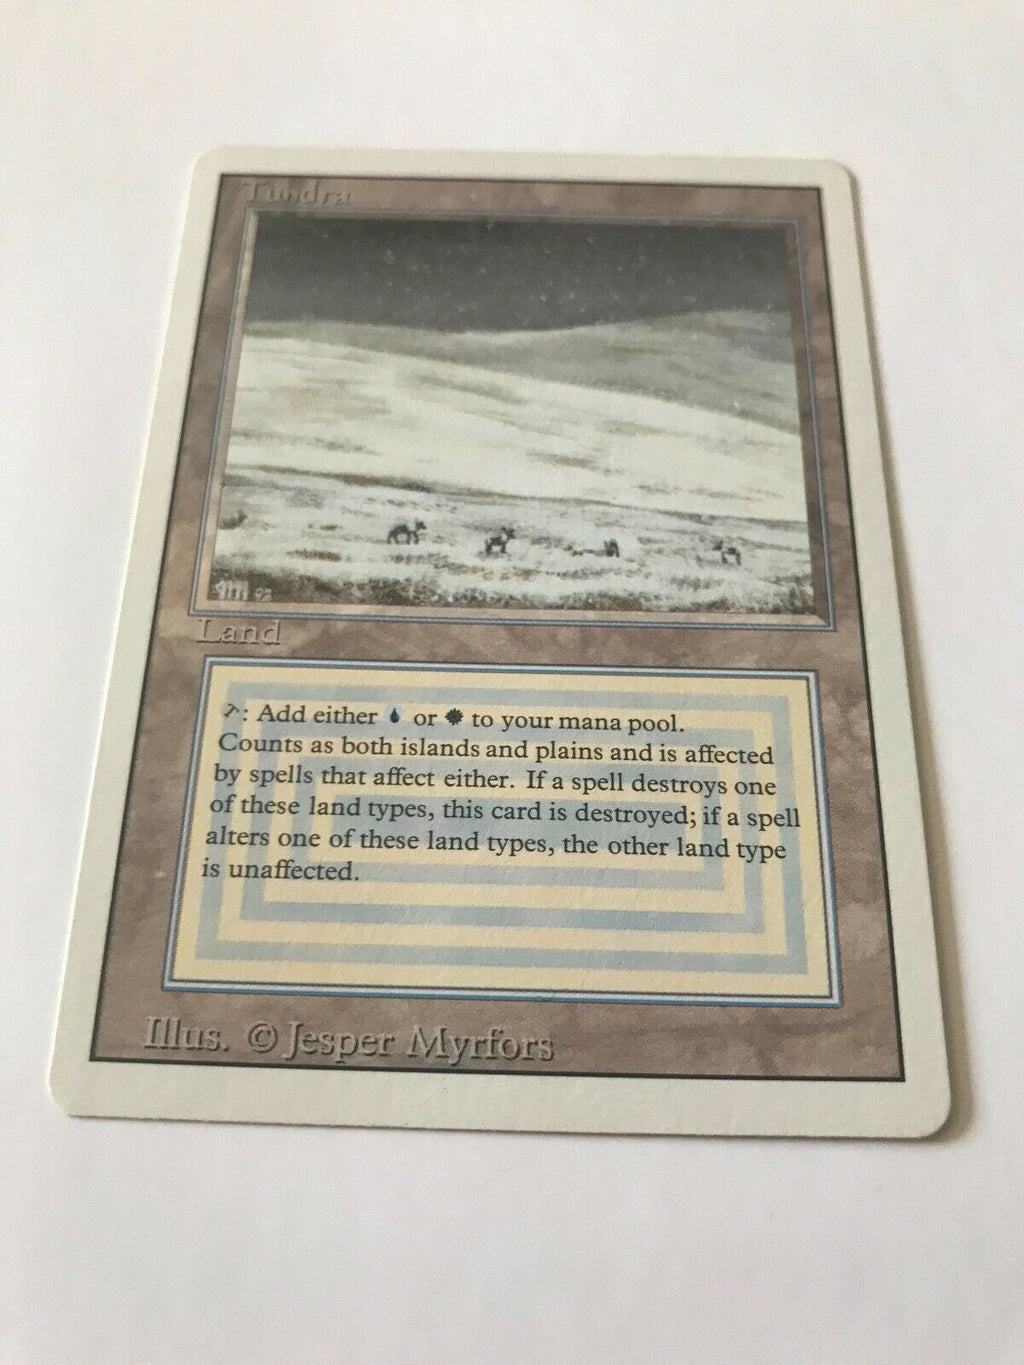 Tundra
Land
: Add either or to your mana pool.
Counts as both islands and plains and is affected
by spells that affect either. If a spell destroys one
of these land types, this card is destroyed; if a spell
alters one of these land types, the other land type
is unaffected.
Illus. © Jesper Myrfors